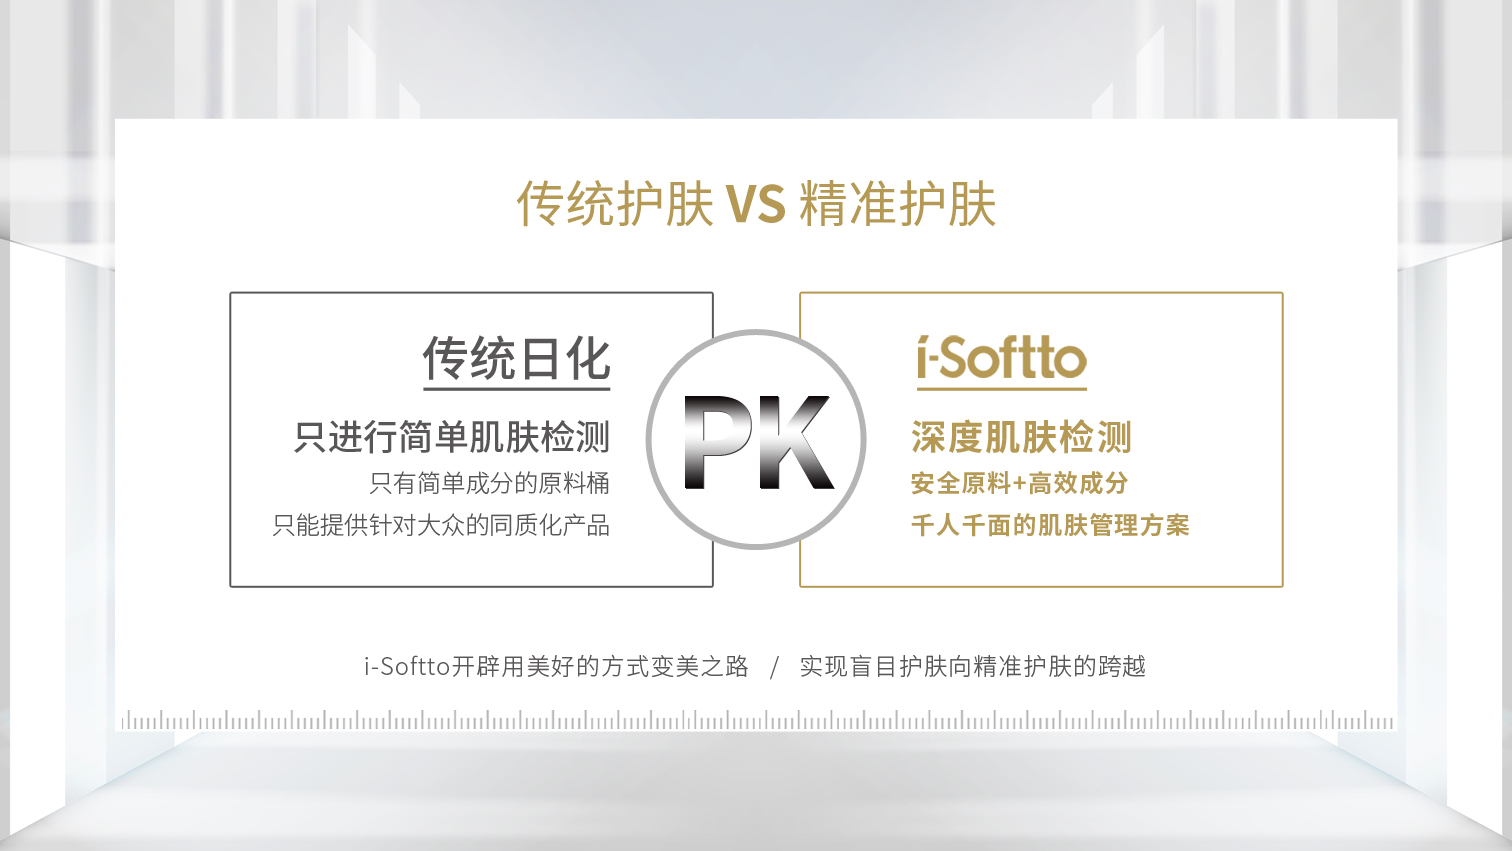 传统护肤 VS 精准护肤
传统日化
只进行简单肌肤检测
只有简单成分的原料桶
只能提供针对大众的同质化产品
PK
i-Softto
深度肌肤检测
安全原料+高效成分
千人千面的肌肤管理方案
i-Softto开辟用美好的方式变美之路 / 实现盲目护肤向精准护肤的跨越